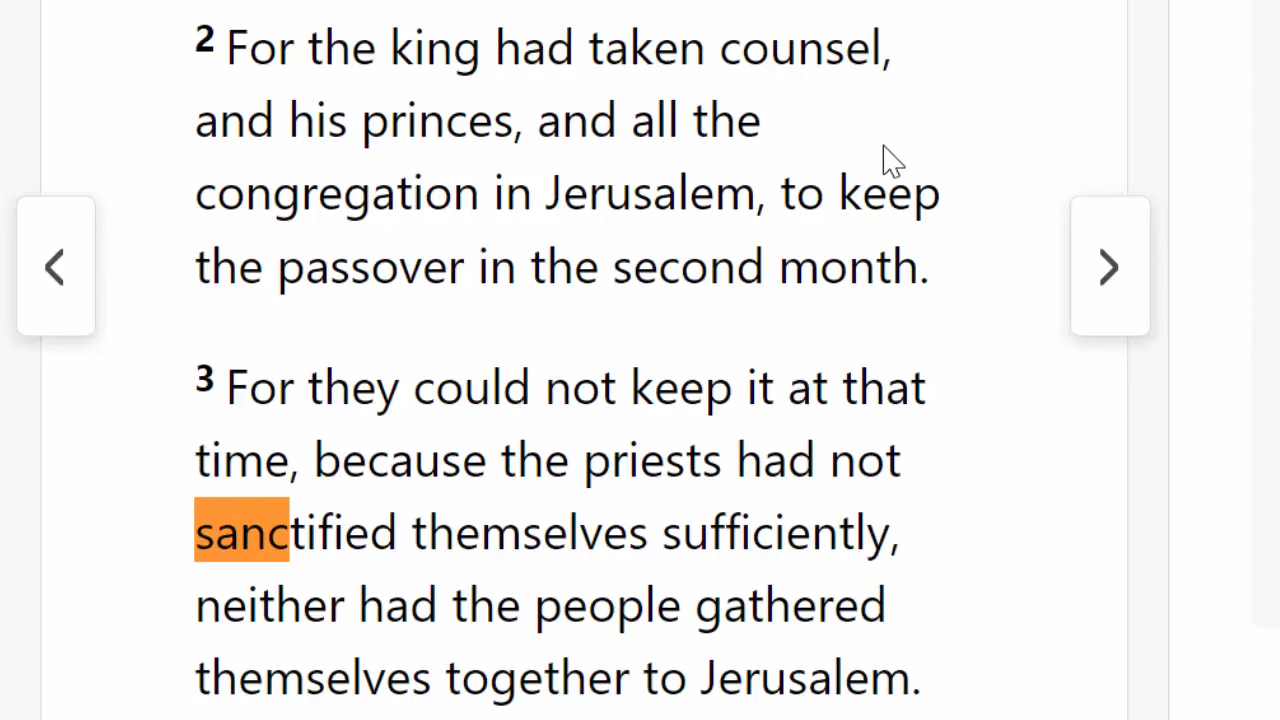 2 For the king had taken counsel,
and his princes, and all the
congregation in Jerusalem, to keep
the passover in the second month.
3 For they could not keep it at that
time, because the priests had not
sanctified themselves sufficiently,
neither had the people gathered
themselves together to Jerusalem.